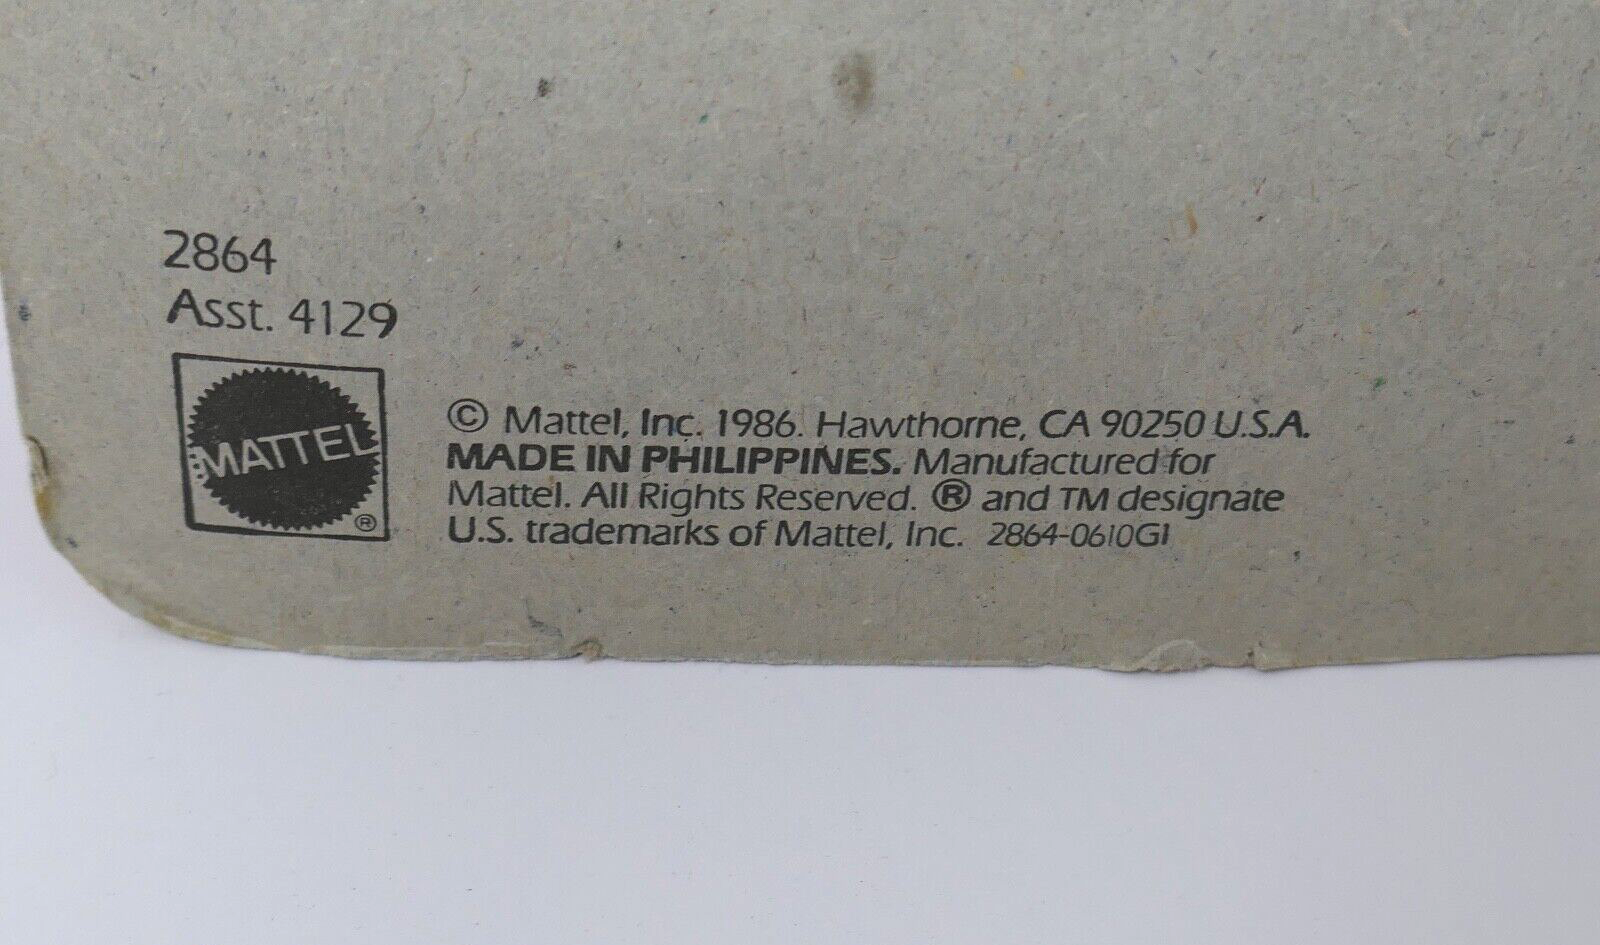 2864
Asst. 4129
MATTEL
®
© Mattel, Inc. 1986. Hawthorne, CA 90250 U.S.A.
MADE IN PHILIPPINES. Manufactured for
Mattel. All Rights Reserved. ® and TM designate
U.S. trademarks of Mattel, Inc. 2864-0610G1